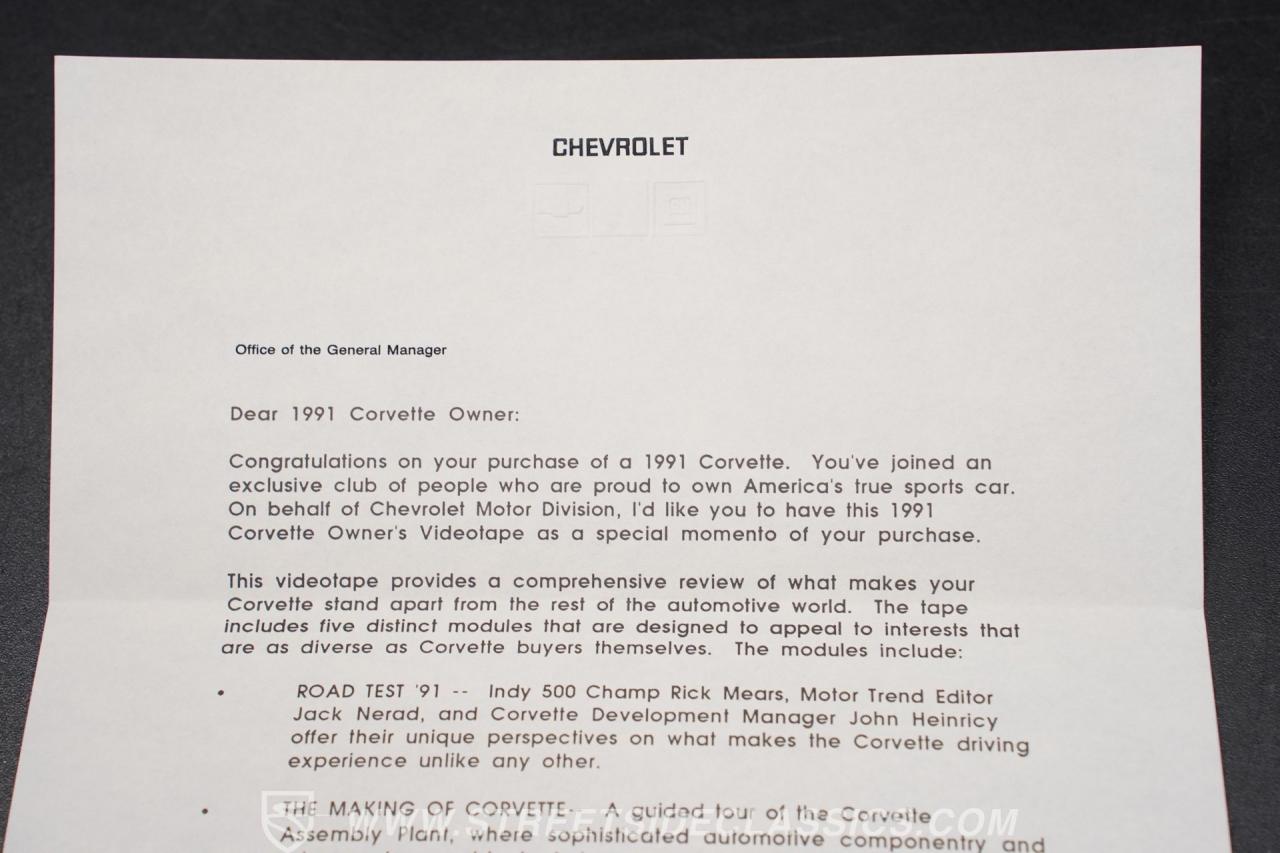 CHEVROLET
Office of the General Manager
Dear 1991 Corvette Owner:
Congratulations on your purchase of a 1991 Corvette. You've joined an
exclusive club of people who are proud to own America's true sports car.
On behalf of Chevrolet Motor Division, I'd like you to have this 1991
Corvette Owner's Videotape as a special momento of your purchase.
This videotape provides a comprehensive review of what makes your
Corvette stand apart from the rest of the automotive world. The tape
includes five distinct modules that are designed to appeal to interests that
are as diverse as Corvette buyers themselves. The modules include:
• ROAD TEST '91 -- Indy 500 Champ Rick Mears, Motor Trend Editor
Jack Nerad, and Corvette Development Manager John Heinricy
offer their unique perspectives on what makes the Corvette driving
experience unlike any other.
• THE MAKING OF CORVETTE-- A guided tour of the Corvette
WWW.STREETSIDECLASSICS.COM
Assembly Plant, where sophisticated automotive componentry and